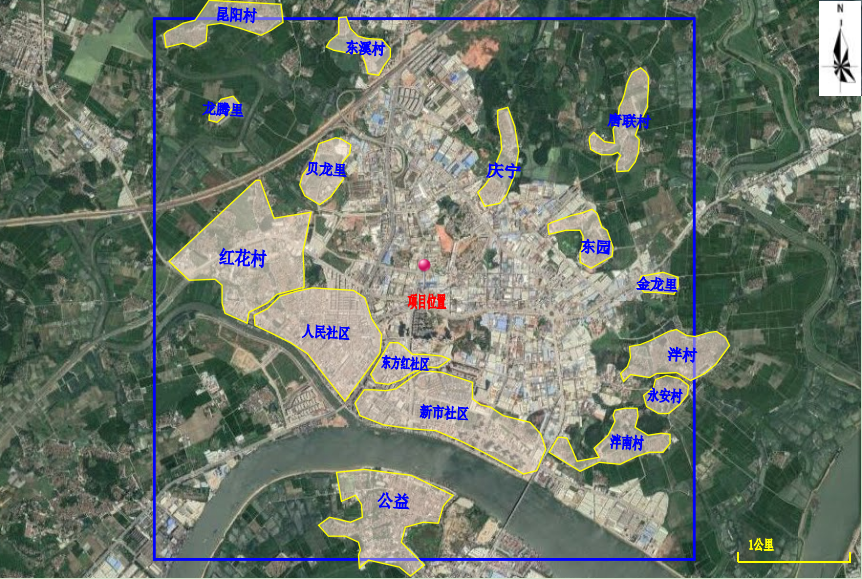 昆阳村
N
东溪村
龙腾里
唐联村
贝龙里
庆宁
东园
红花村
金龙里
项目位置
人民社区
泮村
东方红社区
永安村
新市社区
泮南村
公益
1公里